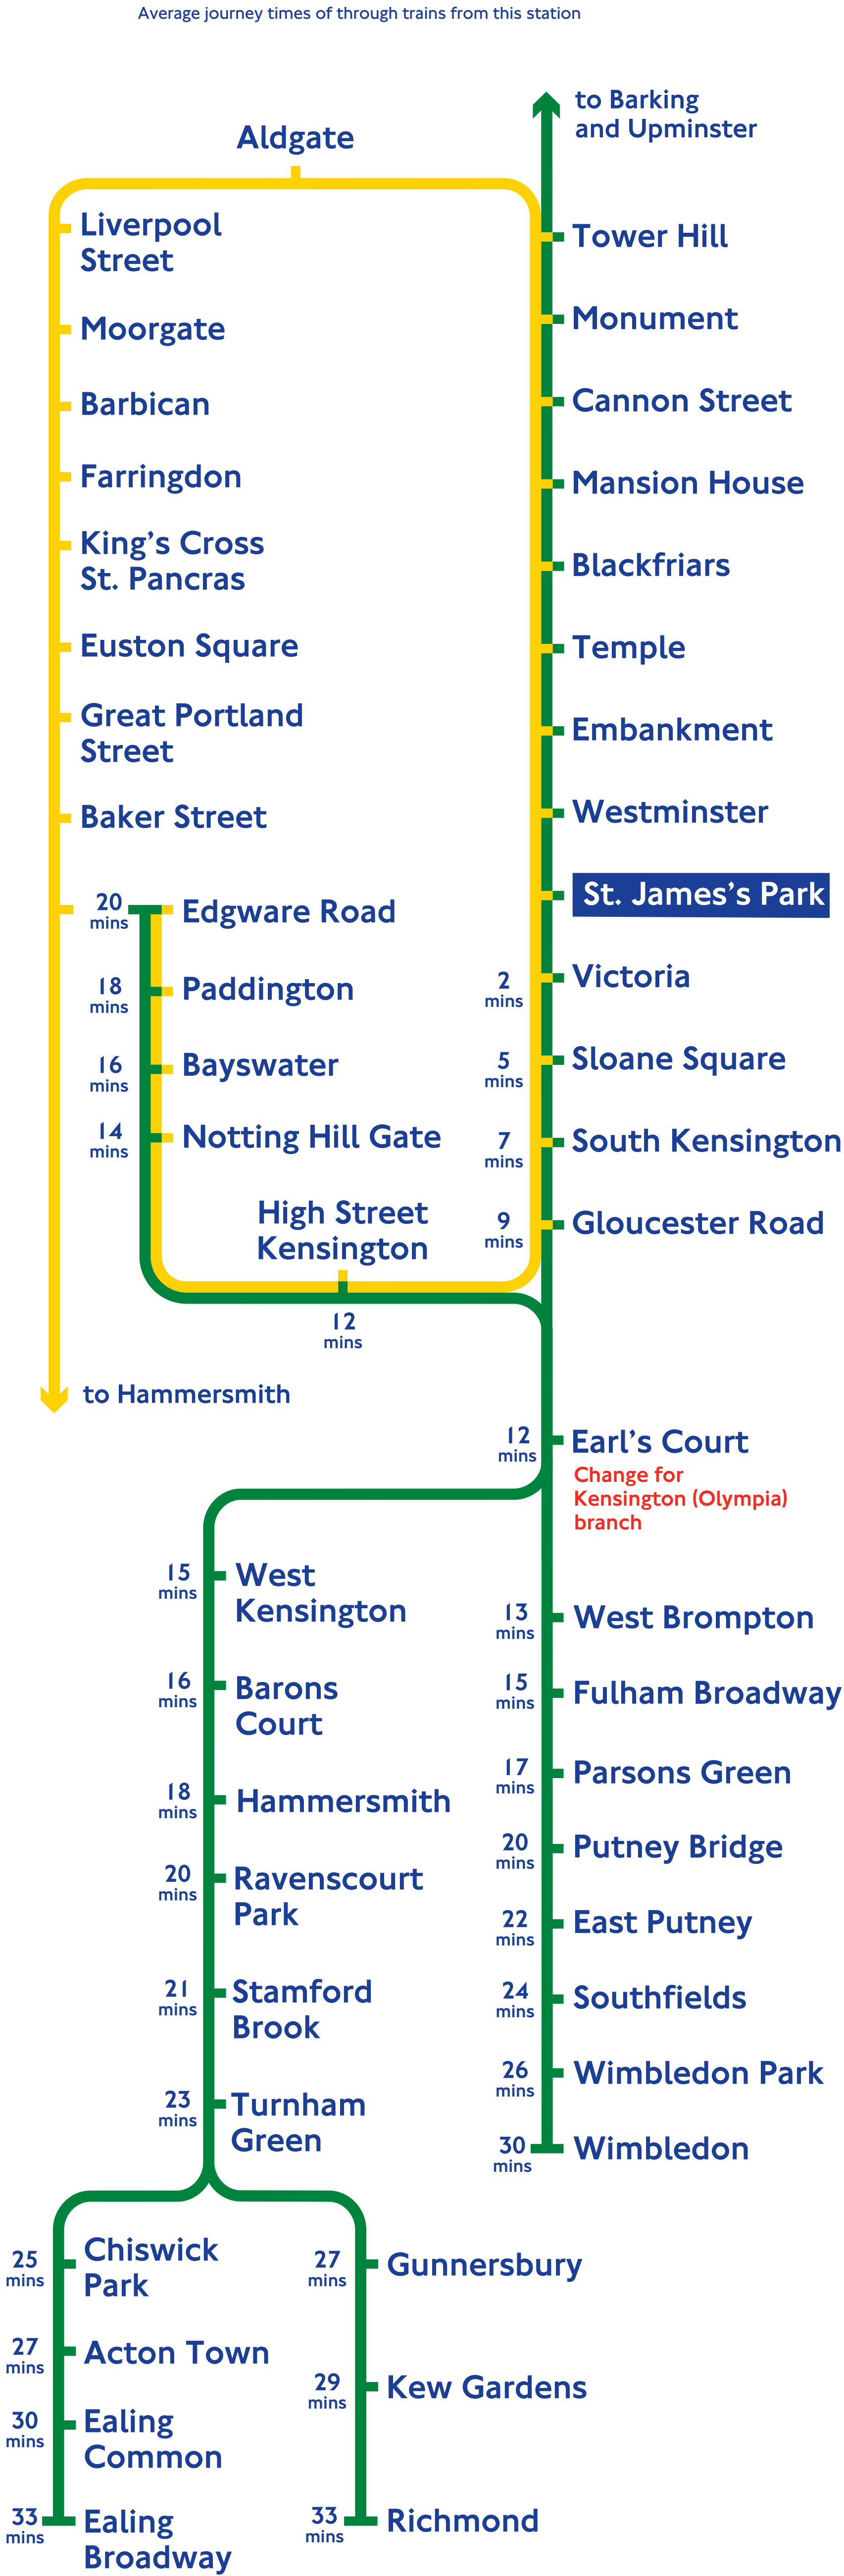 Average journey times of through trains from this station
to Barking
and Upminster
Aldgate
Liverpool
Street
Moorgate
Barbican
Farringdon
King's Cross
St. Pancras
Euston Square
Great Portland
Street
Baker Street
Tower Hill
Monument
Cannon Street
Mansion House
Blackfriars
Temple
Embankment
Westminster
St. James's Park
20
mins
Edgware Road
18
mins
Paddington
16
mins
Bayswater
14
mins
Notting Hill Gate
High Street
Kensington
12
mins
2
mins
Victoria
5
mins
Sloane Square
7
mins
South Kensington
9
mins
Gloucester Road
to Hammersmith
12
mins
Earl's Court
Change for
Kensington (Olympia)
branch
15
mins
West
Kensington
16
mins
Barons
Court
18
mins
Hammersmith
20
mins
Ravenscourt
Park
21
mins
Stamford
Brook
23
mins
Turnham
Green
13
mins
West Brompton
15
mins
Fulham Broadway
17
mins
Parsons Green
20
mins
Putney Bridge
22
mins
East Putney
24
mins
Southfields
26
mins
Wimbledon Park
30
mins
Wimbledon
25
mins
Chiswick
Park
27
mins
Acton Town
30
mins
Ealing
Common
33
mins
Ealing
Broadway
27
mins
Gunnersbury
29
mins
Kew Gardens
33
mins
Richmond